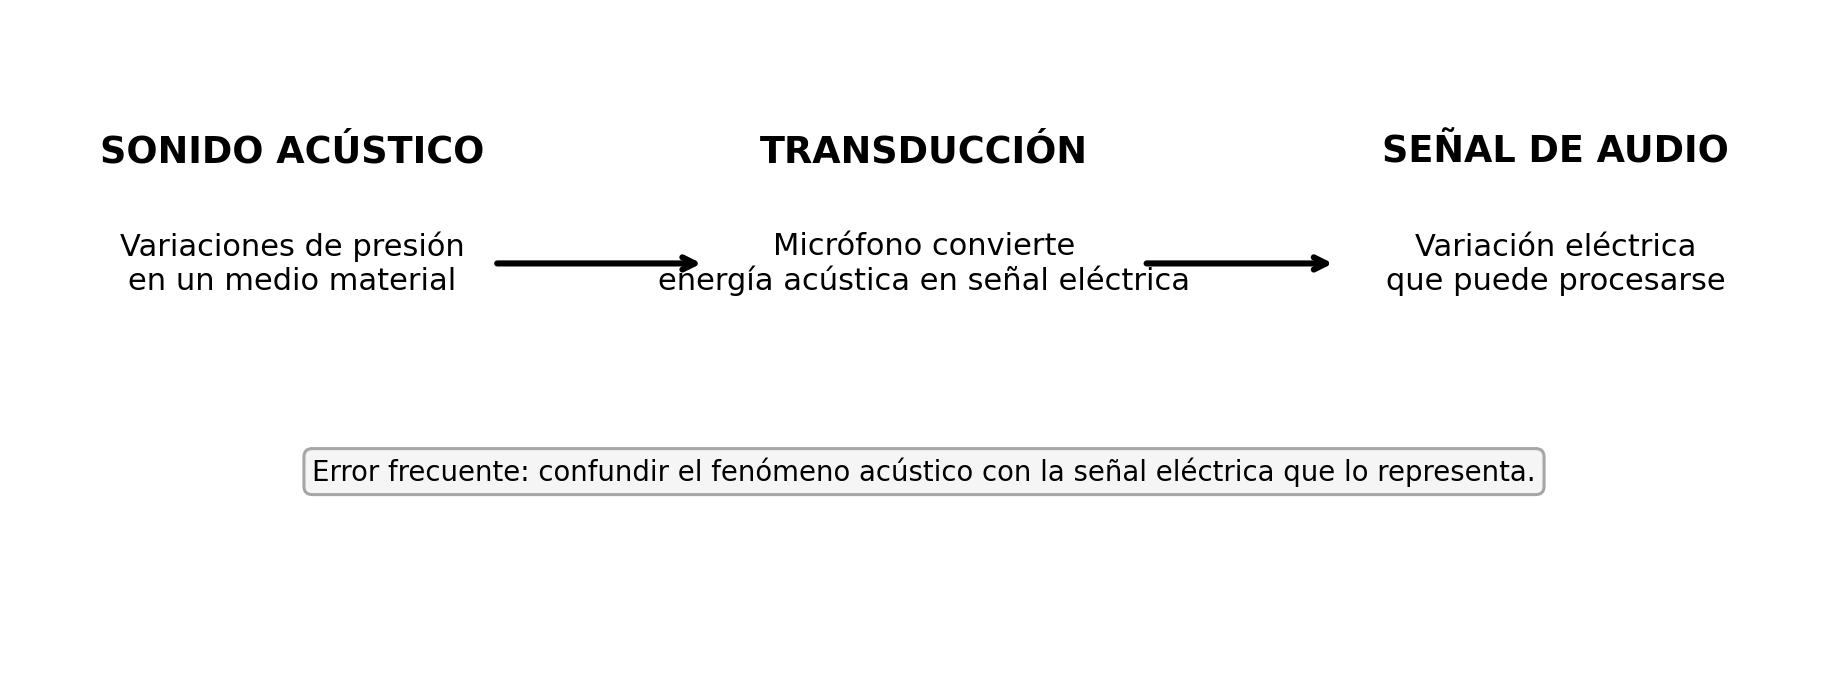 SONIDO ACÚSTICO
Variaciones de presión
en un medio material
TRANSDUCCIÓN
Micrófono convierte
energía acústica en señal eléctrica
SEÑAL DE AUDIO
Variación eléctrica
que puede procesarse
Error frecuente: confundir el fenómeno acústico con la señal eléctrica que lo representa.